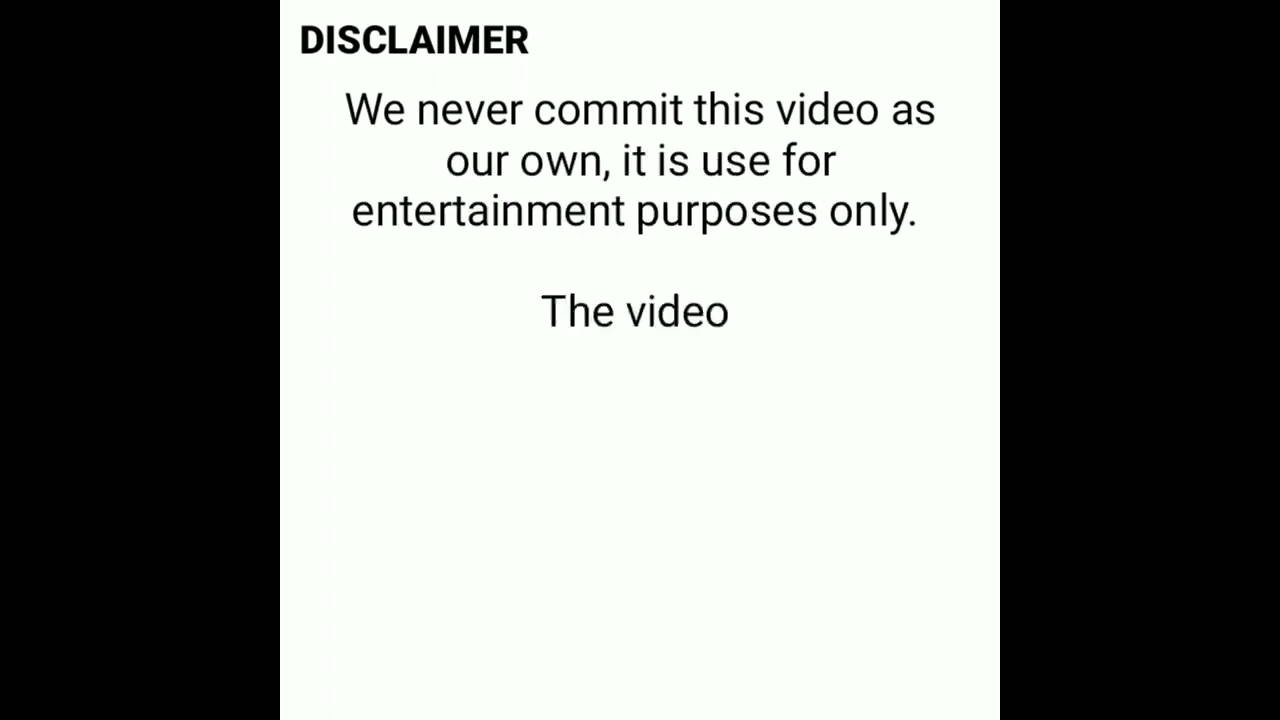 DISCLAIMER
We never commit this video as
our own, it is use for
entertainment purposes only.
The video